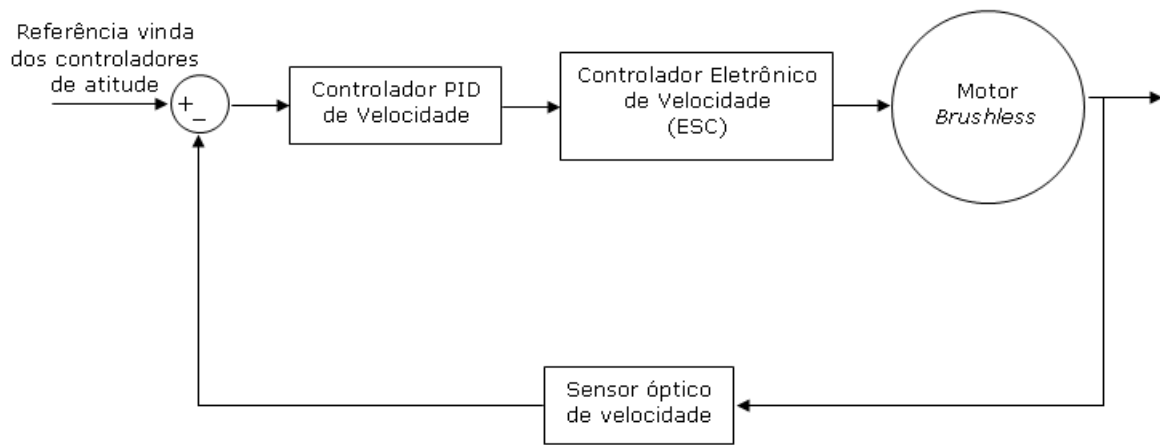 Referência vinda
dos controladores
de atitude
+
−
Controlador PID
de Velocidade
Controlador Eletrônico
de Velocidade
(ESC)
Motor
Brushless
Sensor óptico
de velocidade